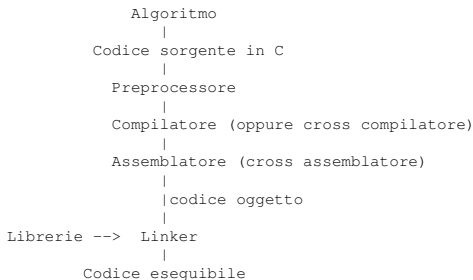 Algoritmo
|
Codice sorgente in C
|
Preprocessore
|
Compilatore (oppure cross compilatore)
|
Assemblatore (cross assemblatore)
|
|codice oggetto
|
Librerie --> Linker
|
Codice eseguibile